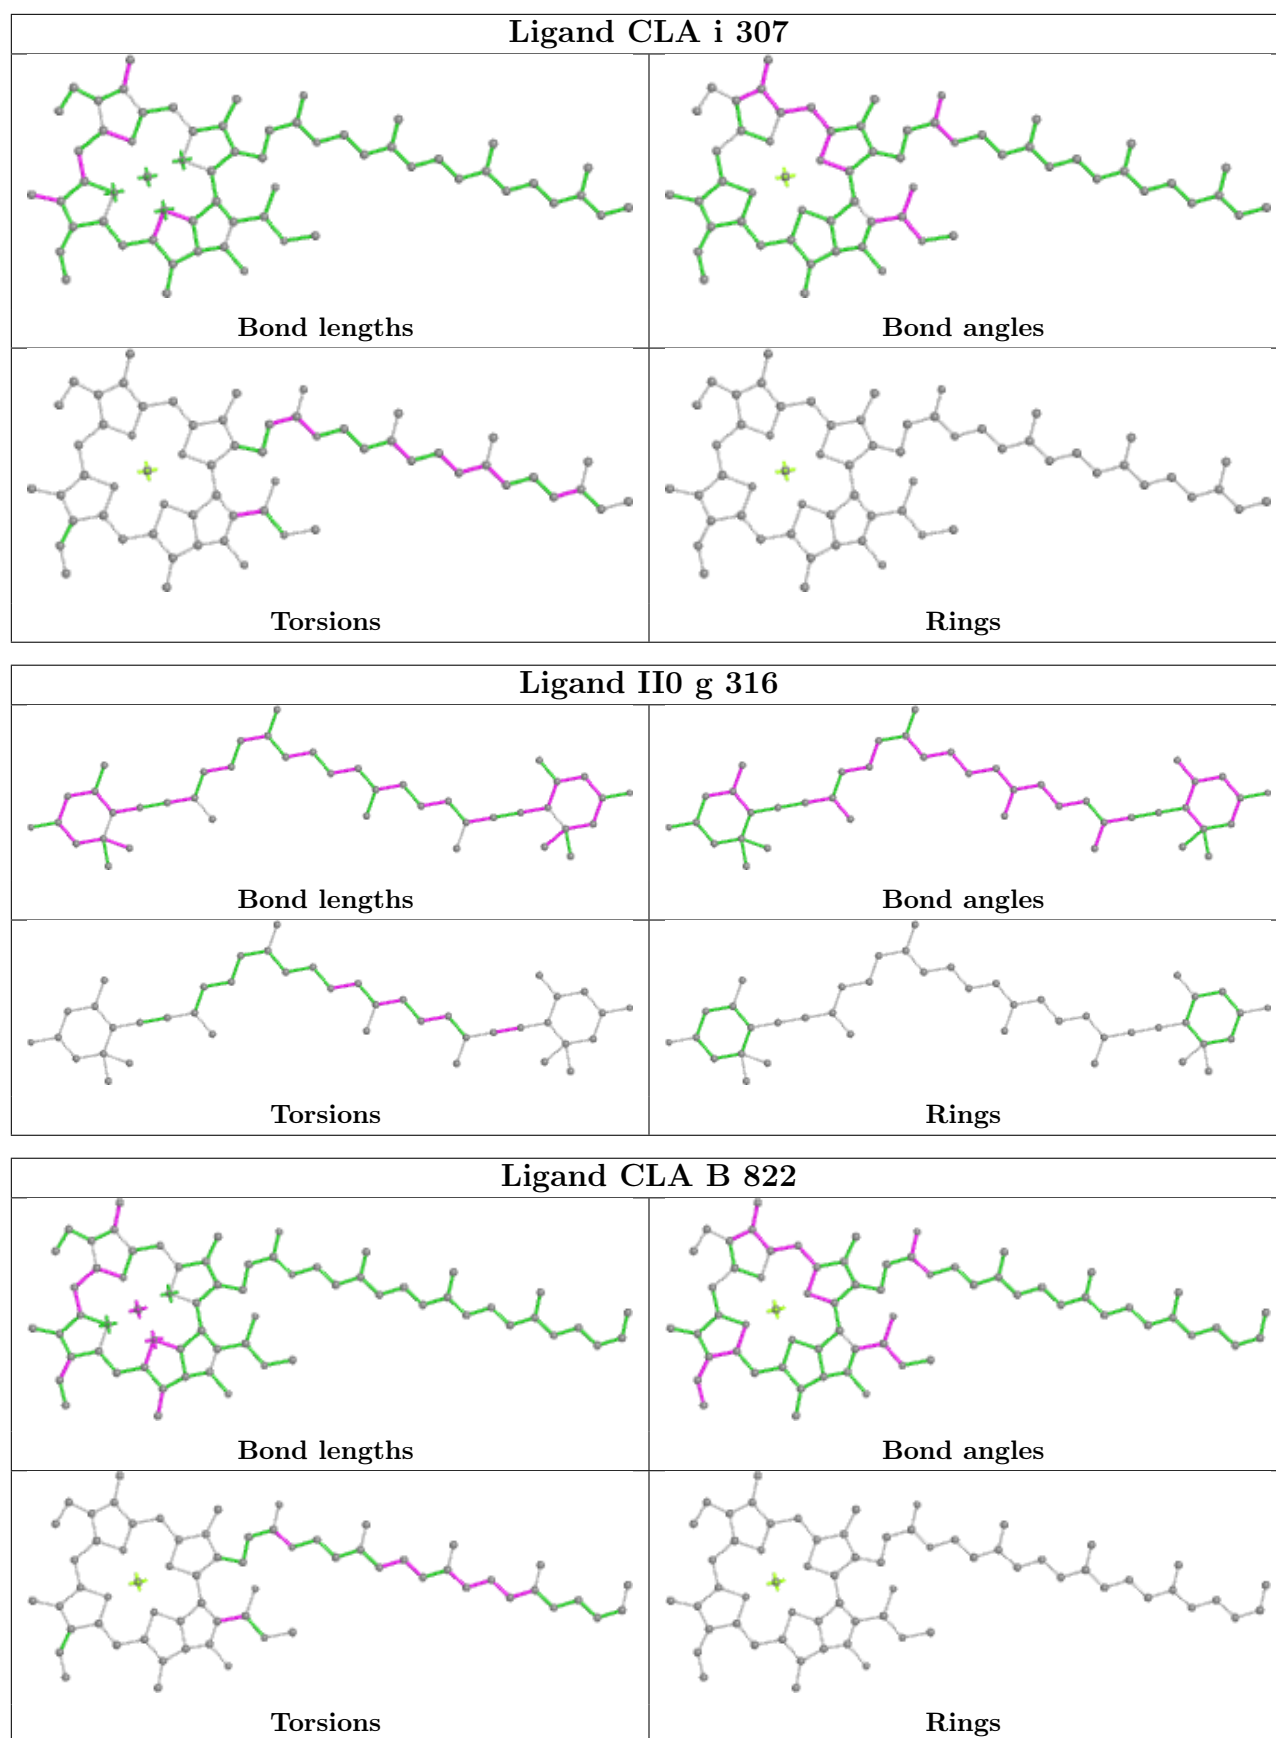 Ligand CLA i 307
Bond lengths
Bond angles
Torsions
Rings
Ligand II0 g 316
Bond lengths
Bond angles
Torsions
Rings
Ligand CLA B 822
Bond lengths
Bond angles
Torsions
Rings